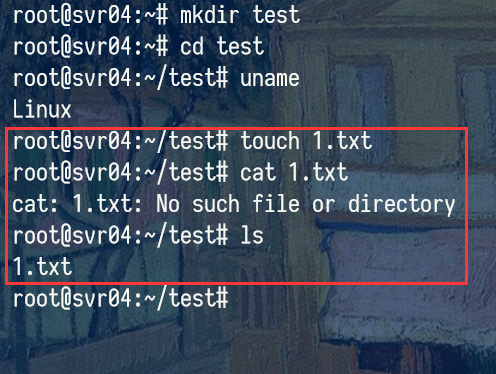 root@svr04:~# mkdir test
root@svr04:~# cd test
root@svr04:~/test# uname
Linux
root@svr04:~/test# touch 1.txt
root@svr04:~/test# cat 1.txt
cat: 1.txt: No such file or directory
root@svr04:~/test# ls
1.txt
root@svr04:~/test#